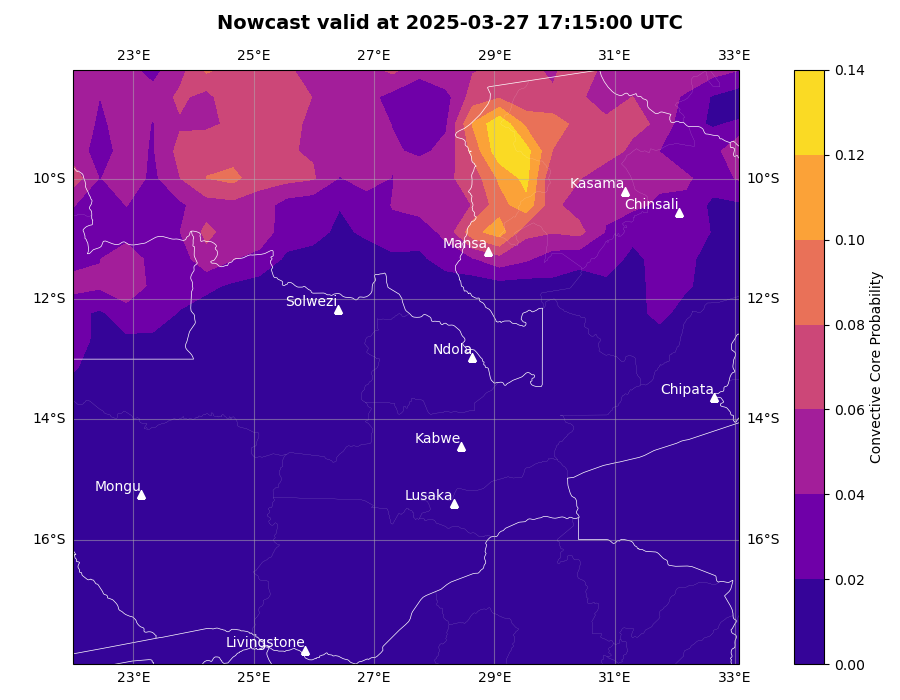 Nowcast valid at 2025-03-27 17:15:00 UTC
23°E 25°E 27°E 29°E 31°E 33°E
0.14
0.12
10°S Kasama 10°S
Chinsali
0.10
Mansa
12°S Solwezi 12°S
0.08
Ndola
Chipata
0.06
14°S 14°S
Kabwe
Mongu
Lusaka
0.04
16°S 16°S
0.02
Livingstone
0.00
23°E 25°E 27°E 29°E 31°E 33°E
Convective Core Probability